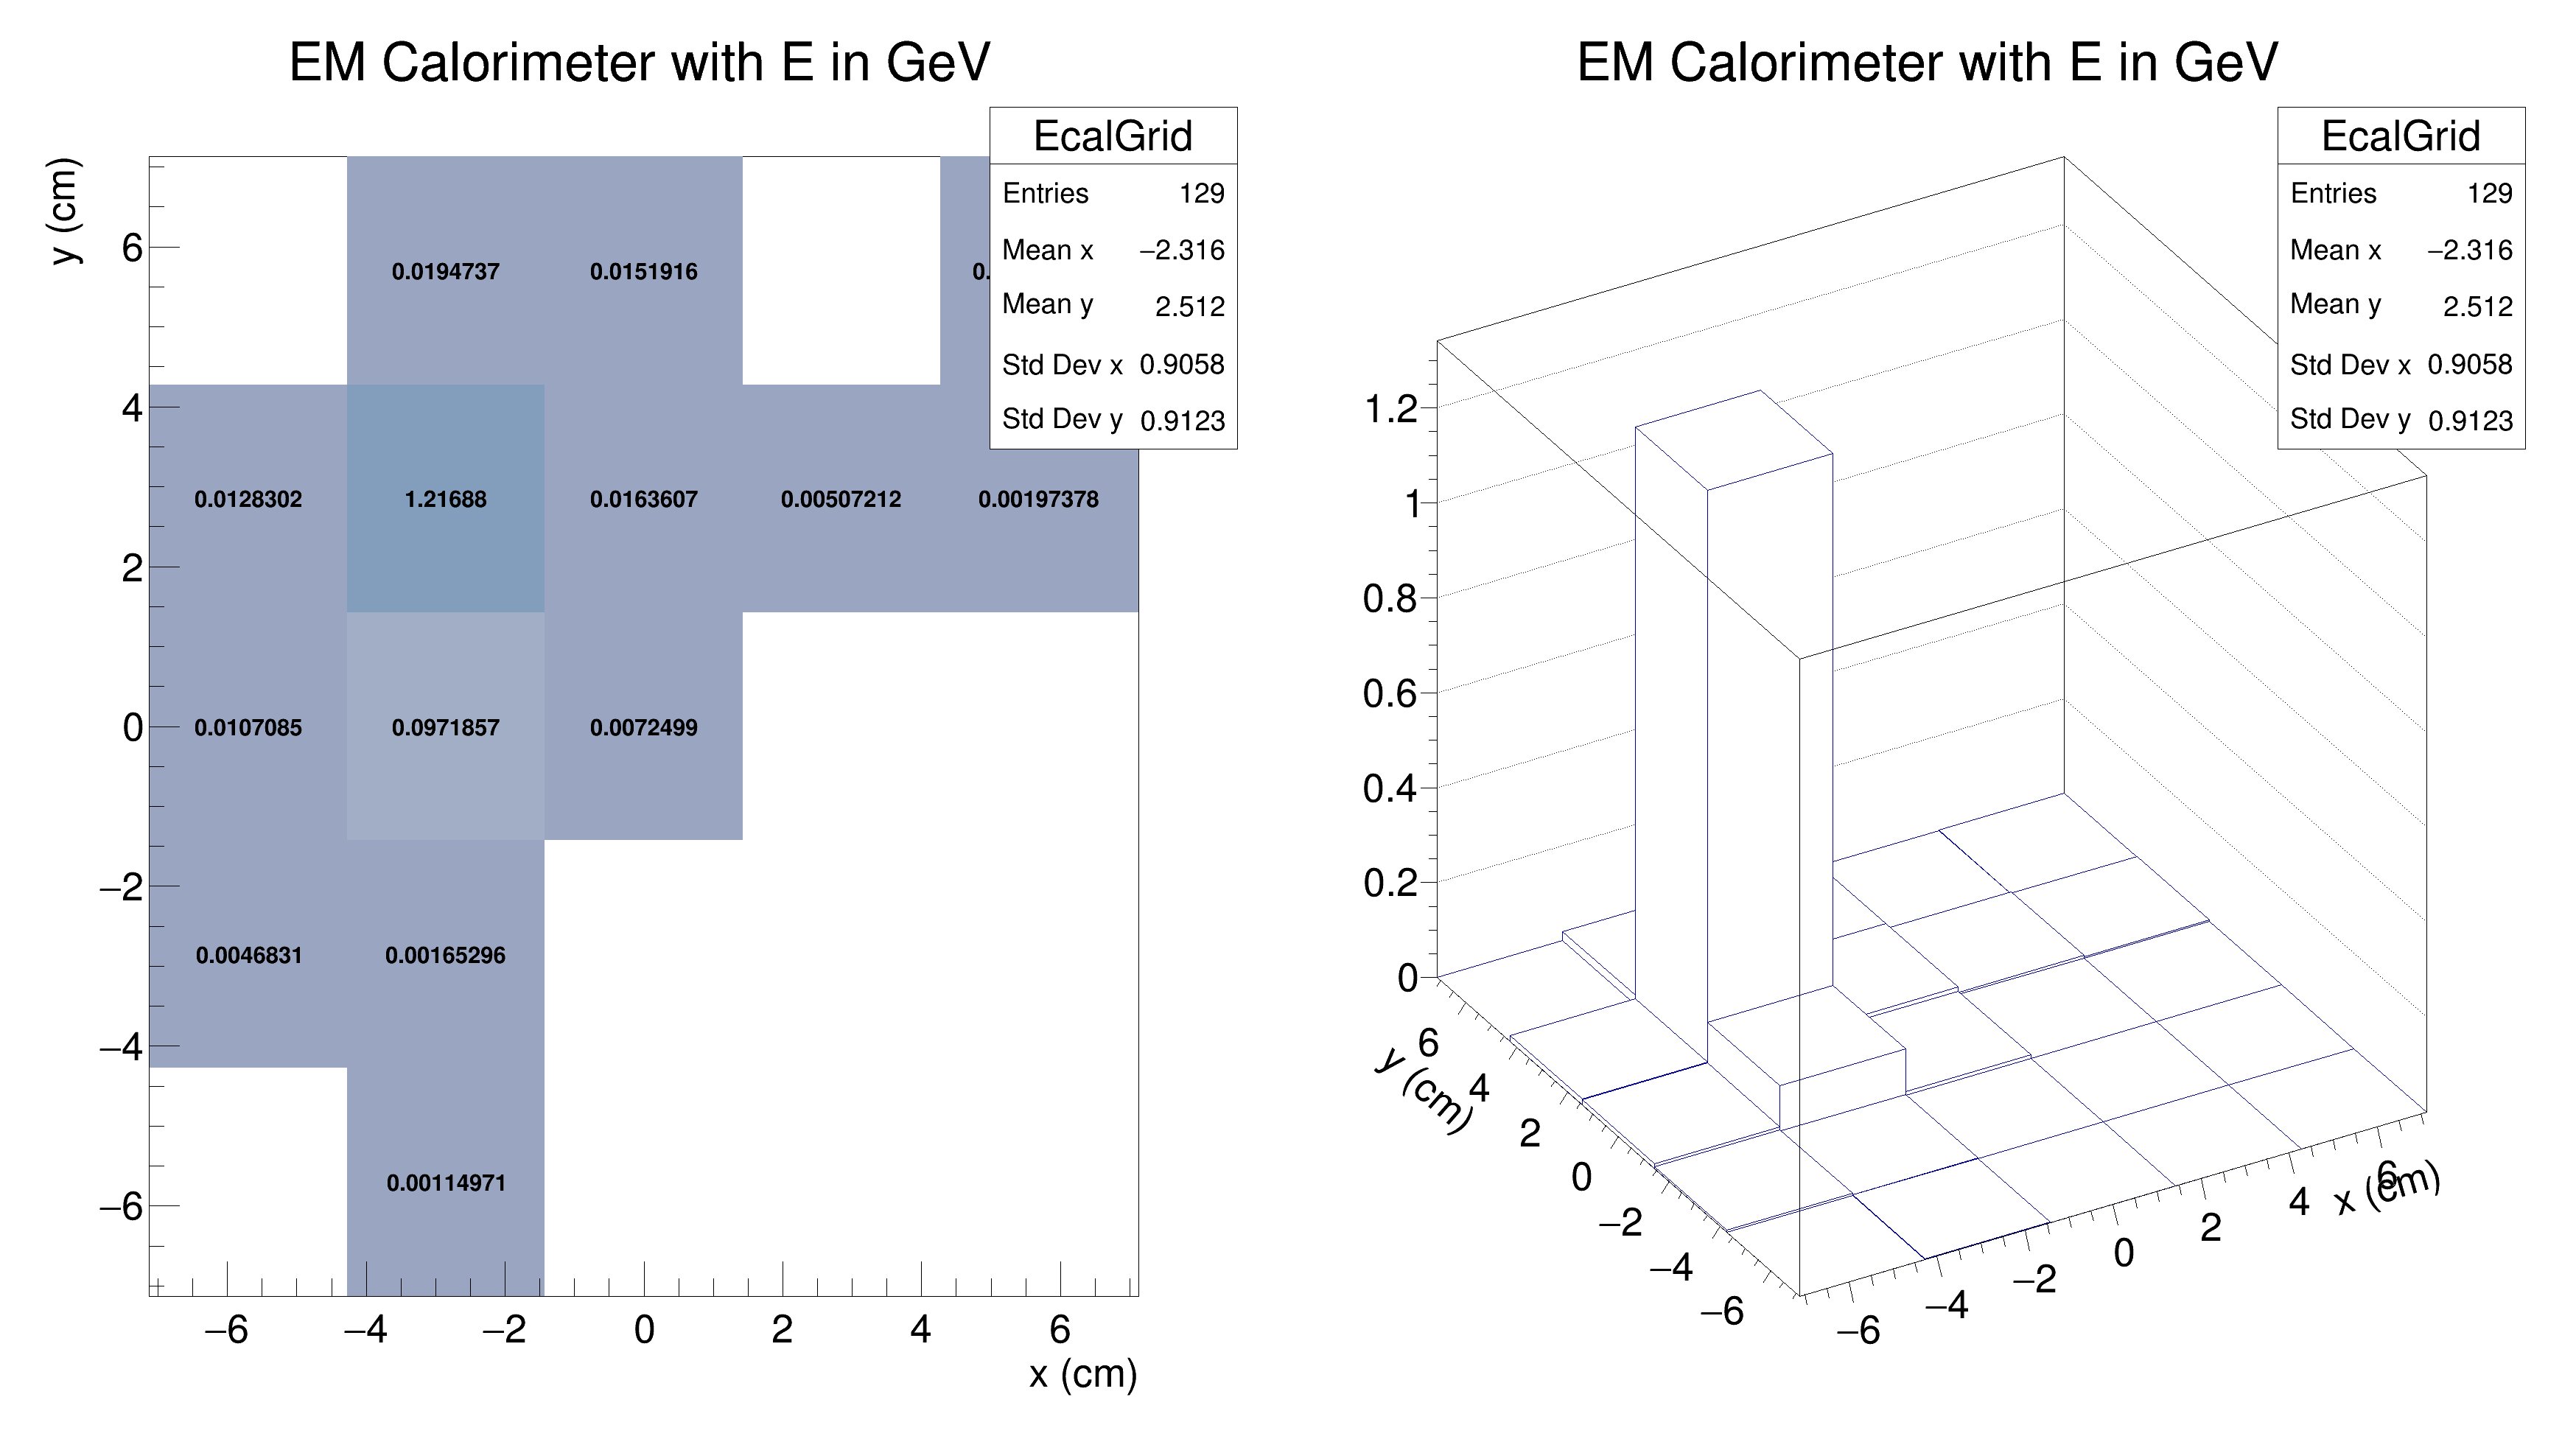 EM Calorimeter with E in GeV
EcalGrid
Entries 129
Mean x −2.316
Mean y 2.512
Std Dev x 0.9058
Std Dev y 0.9123
y (cm)
6
4
2
0
−2
−4
−6
0.0194737 0.0151916 0.
0.0128302 1.21688 0.0163607 0.00507212 0.00197378
0.0107085 0.0971857 0.0072499
0.0046831 0.00165296
0.00114971
−6 −4 −2 0 2 4 6
x (cm)
EM Calorimeter with E in GeV
EcalGrid
Entries 129
Mean x −2.316
Mean y 2.512
Std Dev x 0.9058
Std Dev y 0.9123
1.2
1
0.8
0.6
0.4
0.2
0
6
4
2
0
−2
−4
−6
y (cm)
−6 −4 −2 0 2 4 6
x (cm)